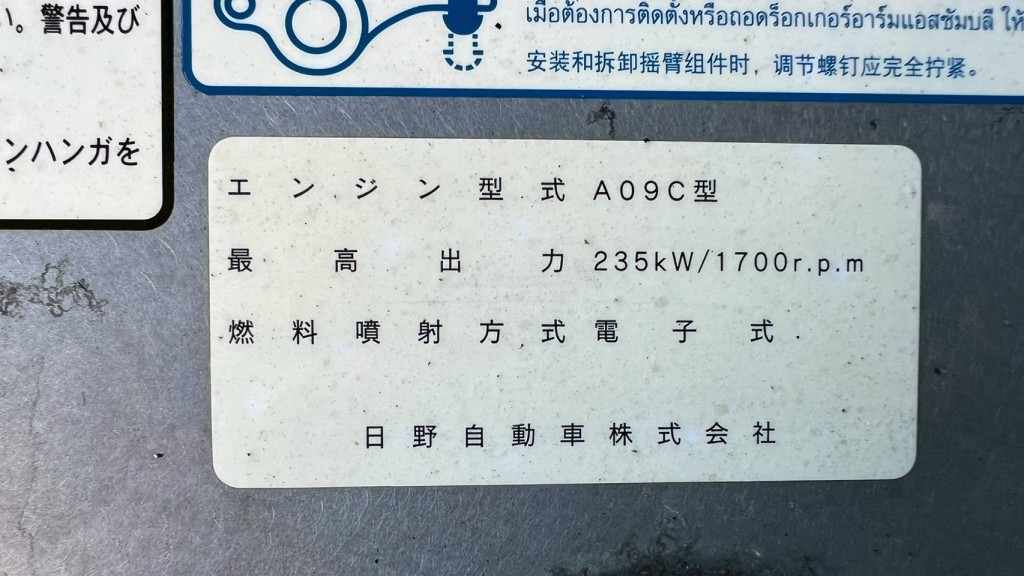 い。警告及び
ンハンガを
เมื่อต้องการติดตั้งหรือถอดร็อกเกอร์อาร์มแอสซัมบลี ให้
安装和拆卸摇臂组件时，调节螺钉应完全拧紧。
エンジン型式 A09C型
最高出力 235kW/1700r.p.m
燃料噴射方式 電子式.
日野自動車株式会社